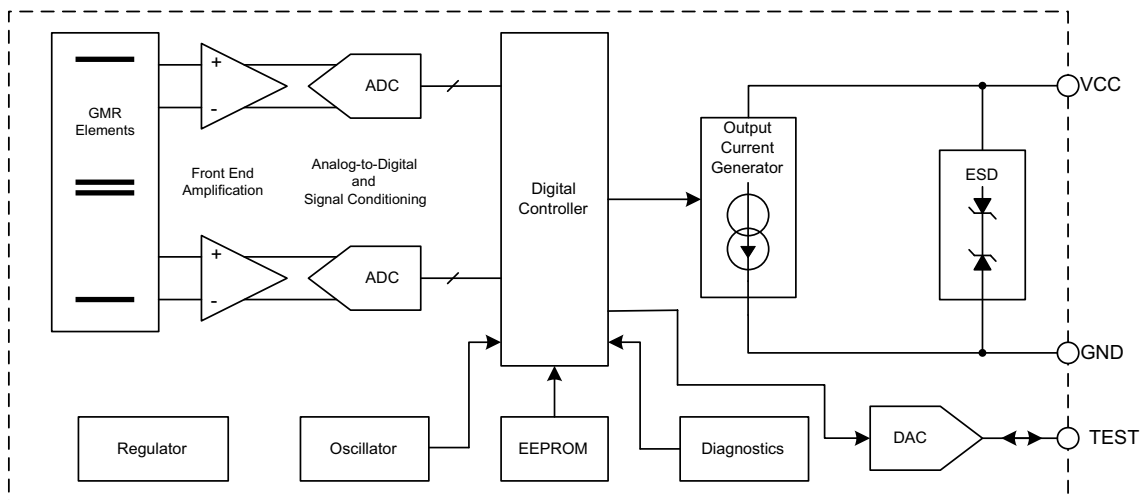 GMR
Elements
+
-
ADC
Front End
Amplification
Analog-to-Digital
and
Signal Conditioning
+
-
ADC
Digital
Controller
Output
Current
Generator
ESD
VCC
GND
Regulator
Oscillator
EEPROM
Diagnostics
DAC
TEST